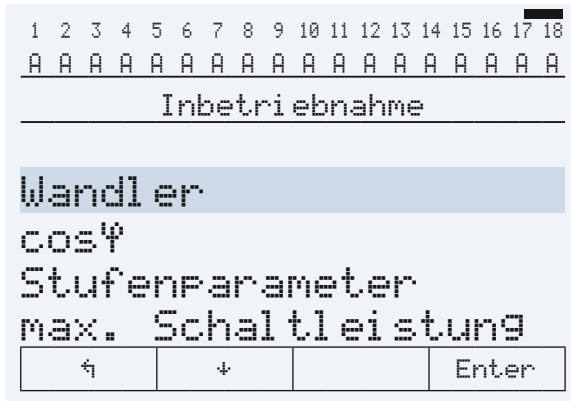 1 2 3 4 5 6 7 8 9 10 11 12 13 14 15 16 17 18
A A A A A A A A A A A A A A A A A A
Inbetriebnahme
Wandler
cosφ
Stufenparameter
max. Schaltleistung
↰ ↓ Enter